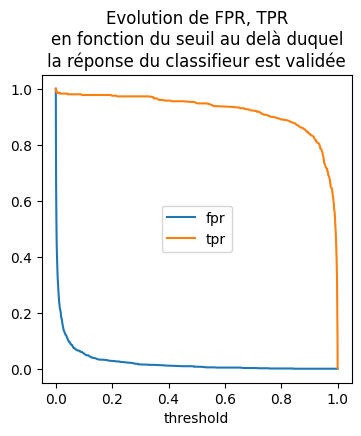 Evolution de FPR, TPR
en fonction du seuil au delà duquel
la réponse du classifieur est validée
1.0
0.8
0.6
0.4
0.2
0.0
fpr
tpr
0.0 0.2 0.4 0.6 0.8 1.0
threshold